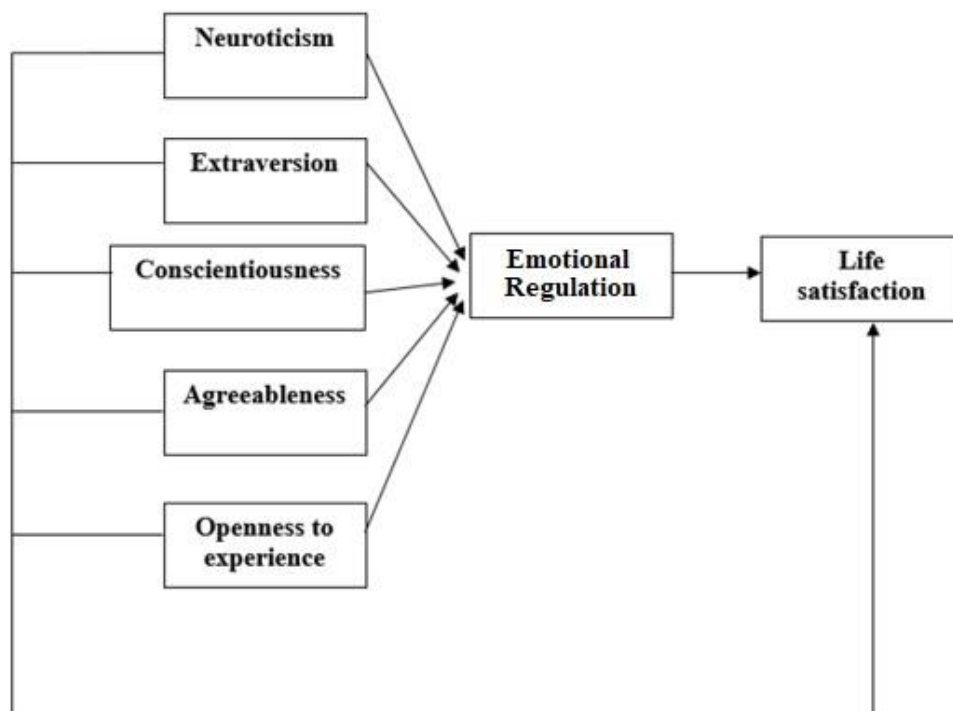 Neuroticism
Extraversion
Conscientiousness
Agreeableness
Openness to
experience
Emotional
Regulation
Life
satisfaction